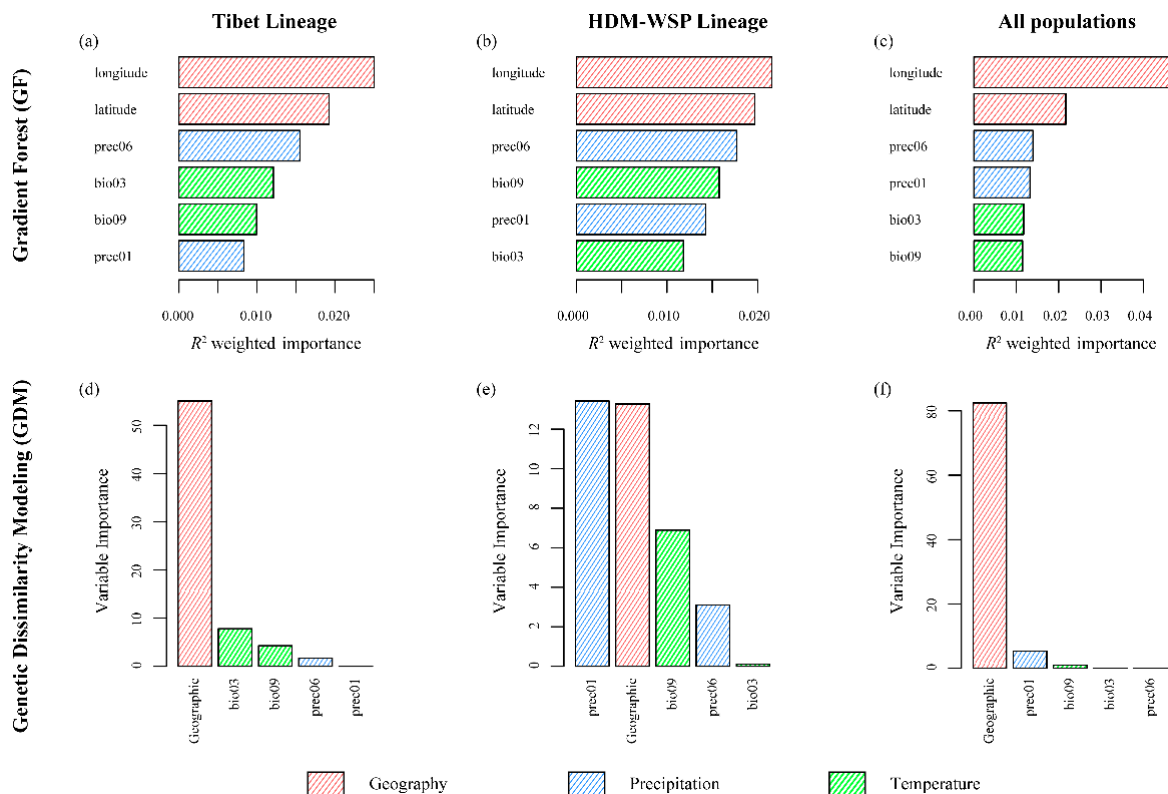 Tibet Lineage
HDM-WSP Lineage
All populations
Gradient Forest (GF)
(a)
longitude
latitude
prec06
bio03
bio09
prec01
0.000 0.010 0.020
R² weighted importance
(b)
longitude
latitude
prec06
bio09
prec01
bio03
0.000 0.010 0.020
R² weighted importance
(c)
longitude
latitude
prec06
prec01
bio03
bio09
0.00 0.01 0.02 0.03 0.04
R² weighted importance
Genetic Dissimilarity Modeling (GDM)
(d)
Variable Importance
0 10 20 30 40 50
Geographic
bio03
bio09
prec06
prec01
(e)
Variable Importance
0 2 4 6 8 10 12
prec01
Geographic
bio09
prec06
bio03
(f)
Variable Importance
0 20 40 60 80
Geographic
prec01
bio09
bio03
prec06
Geography
Precipitation
Temperature